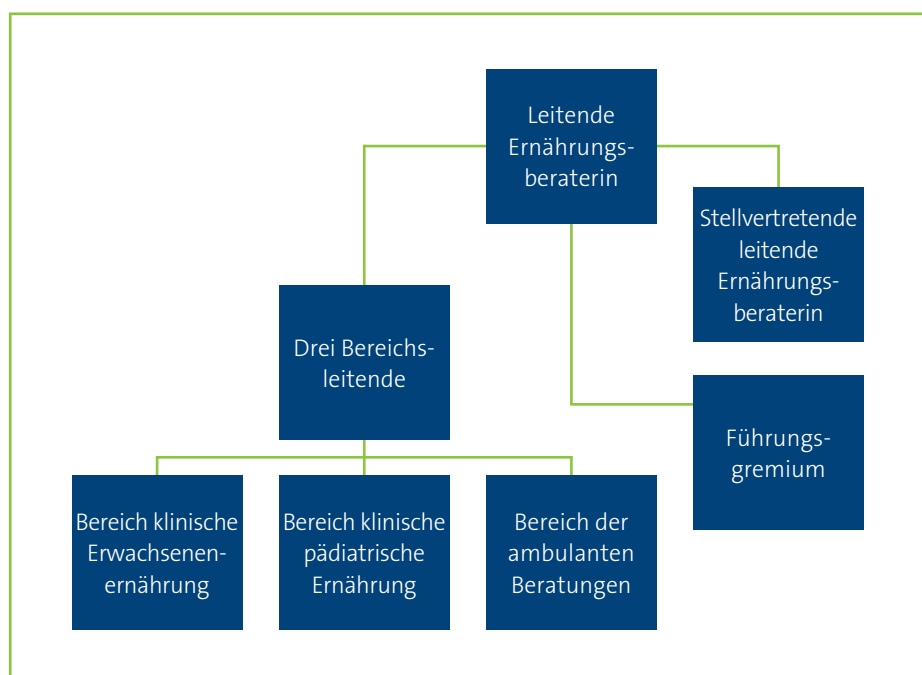 Leitende
Ernährungs-
beraterin
Stellvertretende
leitende
Ernährungs-
beraterin
Drei Bereichs-
leitende
Führungs-
gremium
Bereich klinische
Erwachsenen-
ernährung
Bereich klinische
pädiatrische
Ernährung
Bereich der
ambulanten
Beratungen